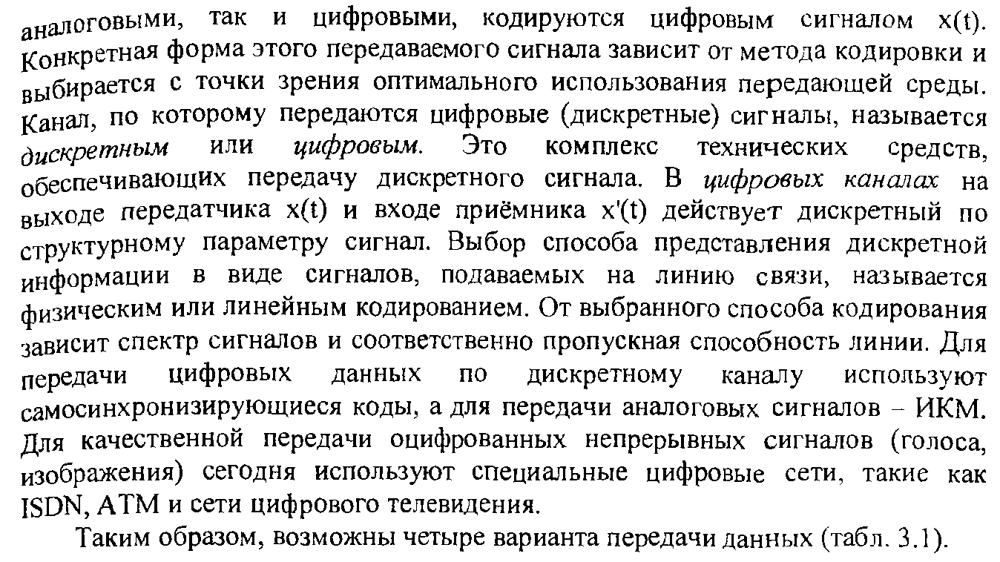 аналоговыми, так и цифровыми, кодируются цифровым сигналом x(t).
Конкретная форма этого передаваемого сигнала зависит от метода кодировки и
выбирается с точки зрения оптимального использования передающей среды.
Канал, по которому передаются цифровые (дискретные) сигналы, называется
дискретным или цифровым. Это комплекс технических средств,
обеспечивающих передачу дискретного сигнала. В цифровых каналах на
выходе передатчика x(t) и входе приёмника x'(t) действует дискретный по
структурному параметру сигнал. Выбор способа представления дискретной
информации в виде сигналов, подаваемых на линию связи, называется
физическим или линейным кодированием. От выбранного способа кодирования
зависит спектр сигналов и соответственно пропускная способность линии. Для
передачи цифровых данных по дискретному каналу используют
самосинхронизирующиеся коды, а для передачи аналоговых сигналов – ИКМ.
Для качественной передачи оцифрованных непрерывных сигналов (голоса,
изображения) сегодня используют специальные цифровые сети, такие как
ISDN, ATM и сети цифрового телевидения.
Таким образом, возможны четыре варианта передачи данных (табл. 3.1).